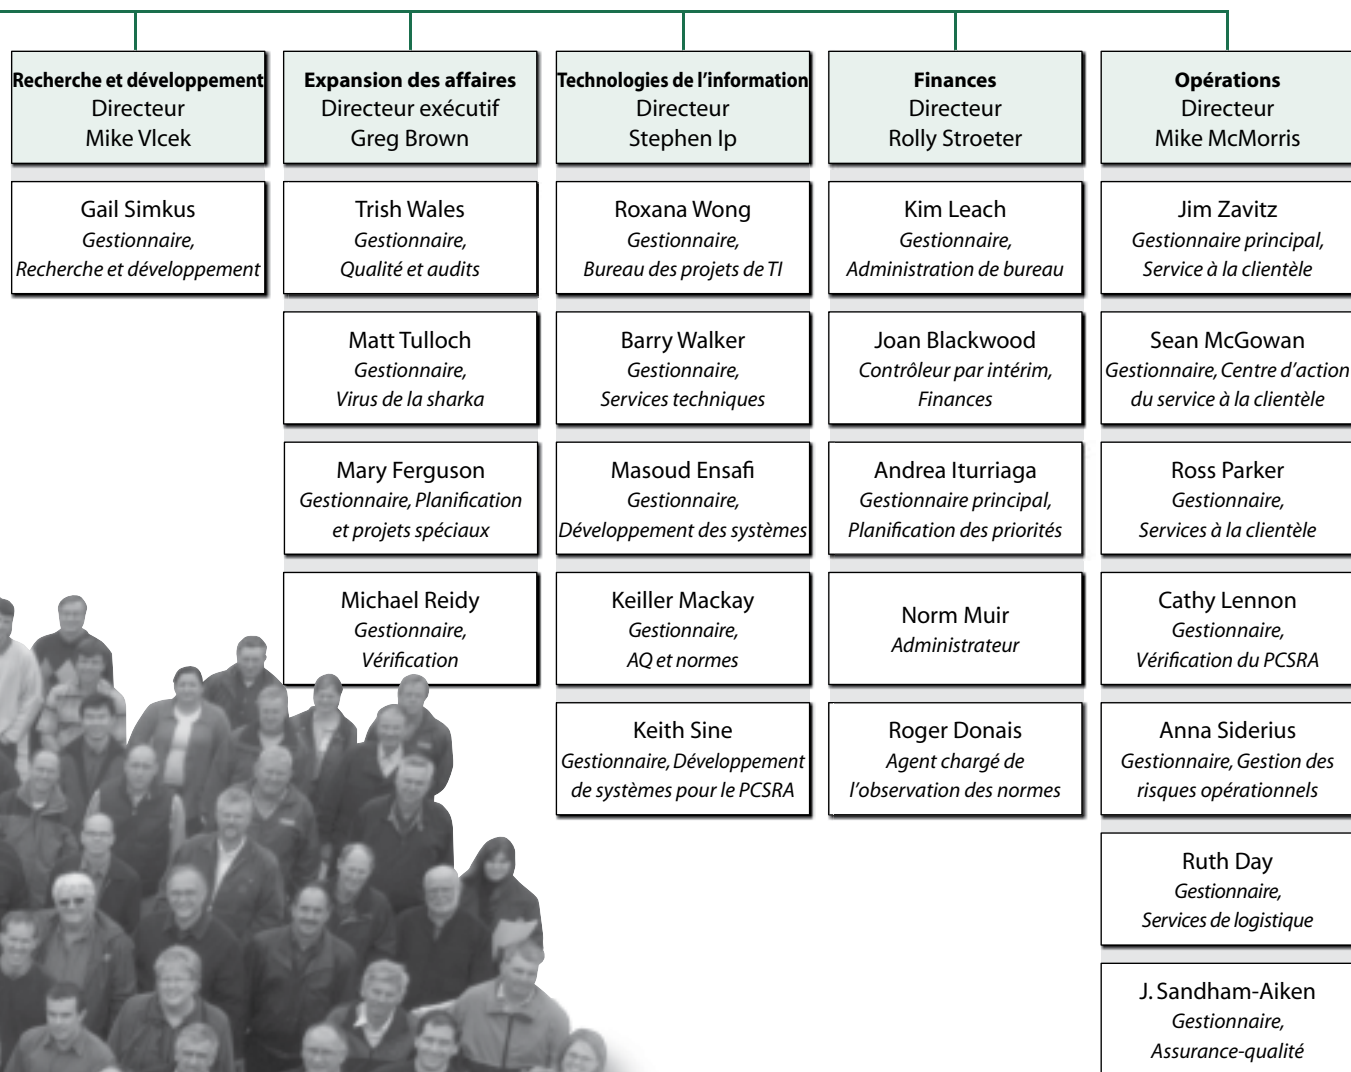 Recherche et développement
Directeur
Mike Vlcek
Gail Simkus
Gestionnaire,
Recherche et développement
Expansion des affaires
Directeur exécutif
Greg Brown
Trish Wales
Gestionnaire,
Qualité et audits
Matt Tulloch
Gestionnaire,
Virus de la sharka
Mary Ferguson
Gestionnaire, Planification
et projets spéciaux
Michael Reidy
Gestionnaire,
Vérification
Technologies de l'information
Directeur
Stephen Ip
Roxana Wong
Gestionnaire,
Bureau des projets de TI
Barry Walker
Gestionnaire,
Services techniques
Masoud Ensafi
Gestionnaire,
Développement des systèmes
Keiller Mackay
Gestionnaire,
AQ et normes
Keith Sine
Gestionnaire, Développement
de systèmes pour le PCSRA
Finances
Directeur
Rolly Stroeter
Kim Leach
Gestionnaire,
Administration de bureau
Joan Blackwood
Contrôleur par intérim,
Finances
Andrea Iturriaga
Gestionnaire principal,
Planification des priorités
Norm Muir
Administrateur
Roger Donais
Agent chargé de
l'observation des normes
Opérations
Directeur
Mike McMorris
Jim Zavitz
Gestionnaire principal,
Service à la clientèle
Sean McGowan
Gestionnaire, Centre d'action
du service à la clientèle
Ross Parker
Gestionnaire,
Services à la clientèle
Cathy Lennon
Gestionnaire,
Vérification du PCSRA
Anna Siderius
Gestionnaire, Gestion des
risques opérationnels
Ruth Day
Gestionnaire,
Services de logistique
J. Sandham-Aiken
Gestionnaire,
Assurance-qualité